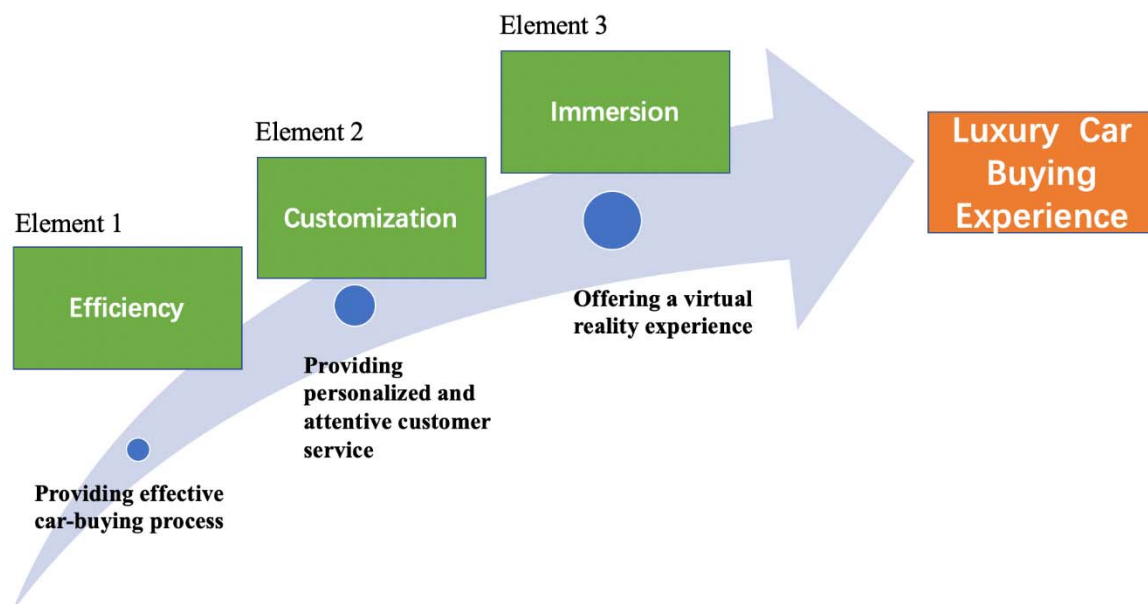 Element 3
Immersion
Element 2
Customization
Element 1
Efficiency
Luxury Car
Buying
Experience
Offering a virtual
reality experience
Providing
personalized and
attentive customer
service
Providing effective
car-buying process